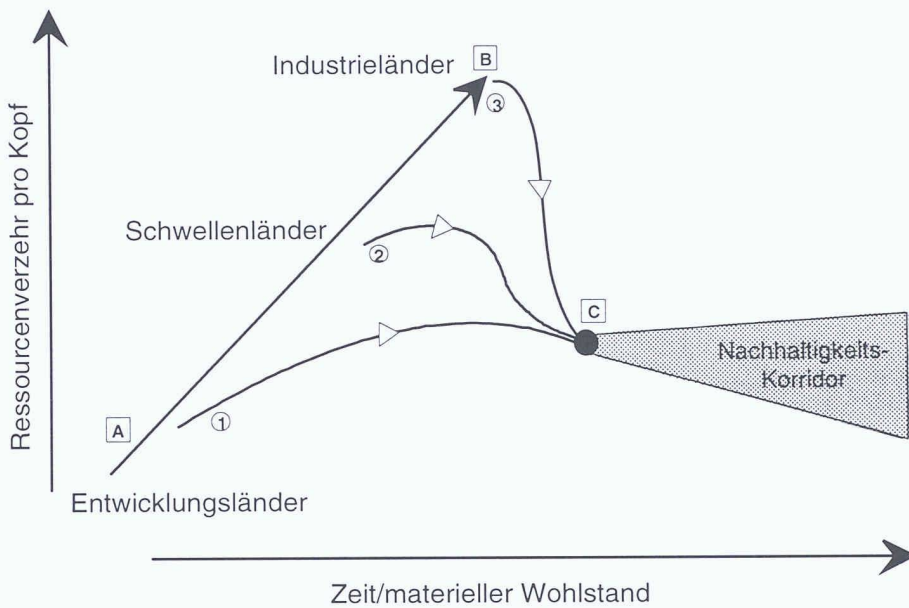 Ressourcenverzehr pro Kopf
B
Industrieländer
③
Schwellenländer
②
C
Nachhaltigkeits-
Korridor
A
①
Entwicklungsländer
Zeit/materieller Wohlstand